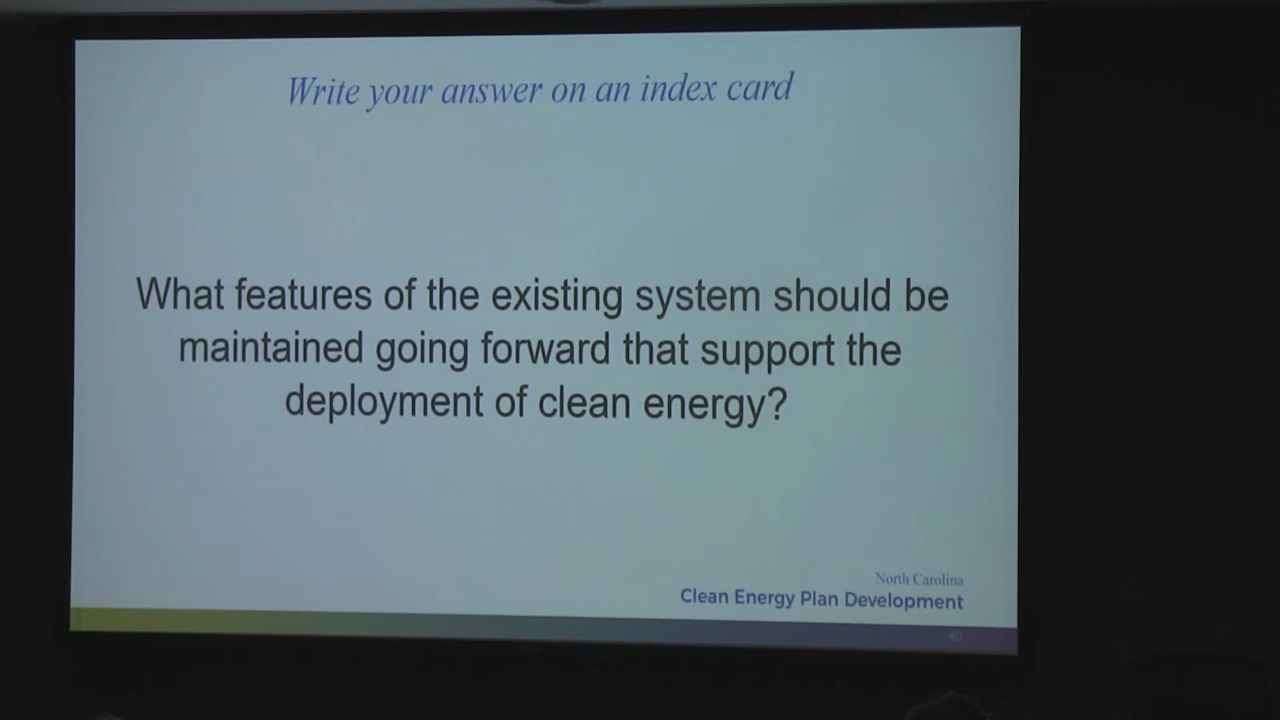 Write your answer on an index card
What features of the existing system should be
maintained going forward that support the
deployment of clean energy?
North Carolina
Clean Energy Plan Development
40